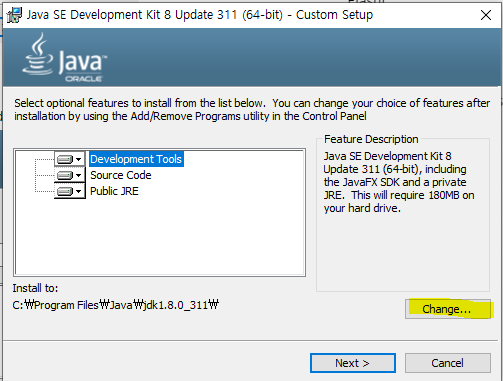 Java SE Development Kit 8 Update 311 (64-bit) - Custom Setup
Java
ORACLE
Select optional features to install from the list below. You can change your choice of features after
installation by using the Add/Remove Programs utility in the Control Panel
Development Tools
Source Code
Public JRE
Feature Description
Java SE Development Kit 8
Update 311 (64-bit), including
the JavaFX SDK and a private
JRE. This will require 180MB on
your hard drive.
Install to:
C:₩Program Files₩Java₩jdk1.8.0_311₩
Change...
Next >
Cancel